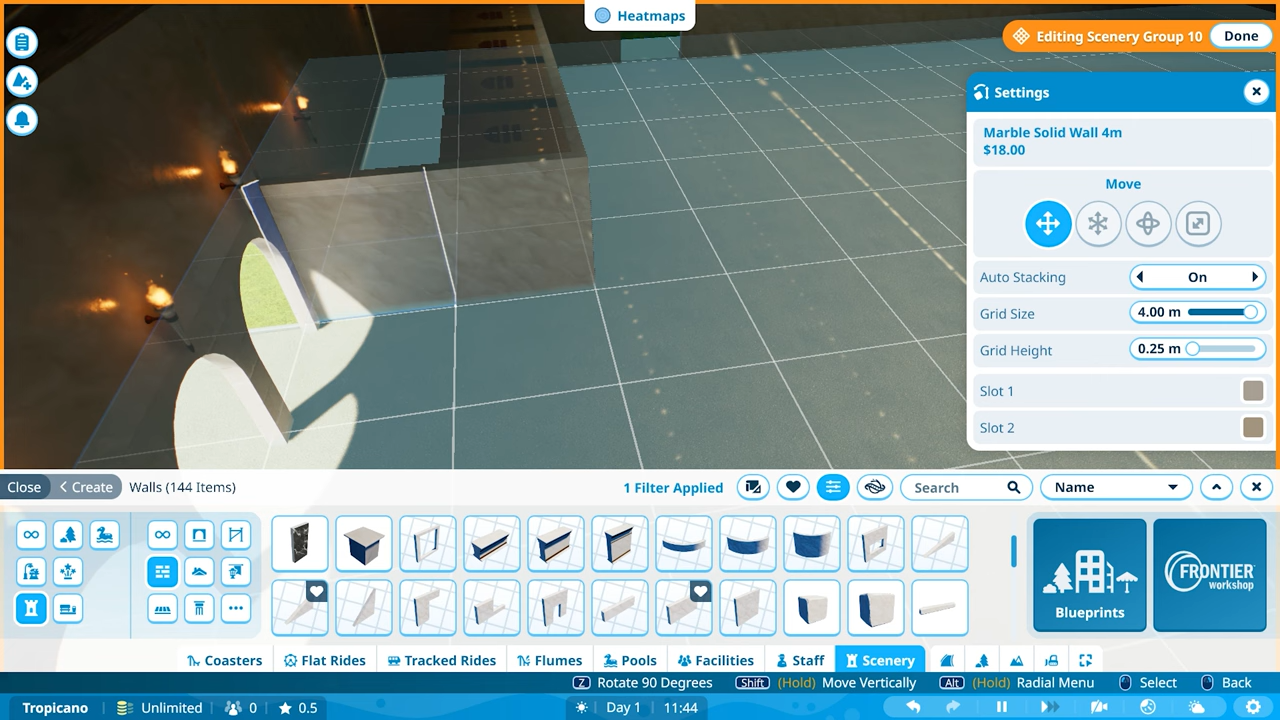 Heatmaps
Editing Scenery Group 10
Done
Settings
Marble Solid Wall 4m
$18.00
Move
Auto Stacking
On
Grid Size
4.00 m
Grid Height
0.25 m
Slot 1
Slot 2
Close
Create
Walls (144 Items)
1 Filter Applied
Search
Name
Blueprints
FRONTIER
workshop
Coasters
Flat Rides
Tracked Rides
Flumes
Pools
Facilities
Staff
Scenery
Z Rotate 90 Degrees
Shift (Hold) Move Vertically
Alt (Hold) Radial Menu
Select
Back
Tropicano
Unlimited
0
0.5
Day 1
11:44